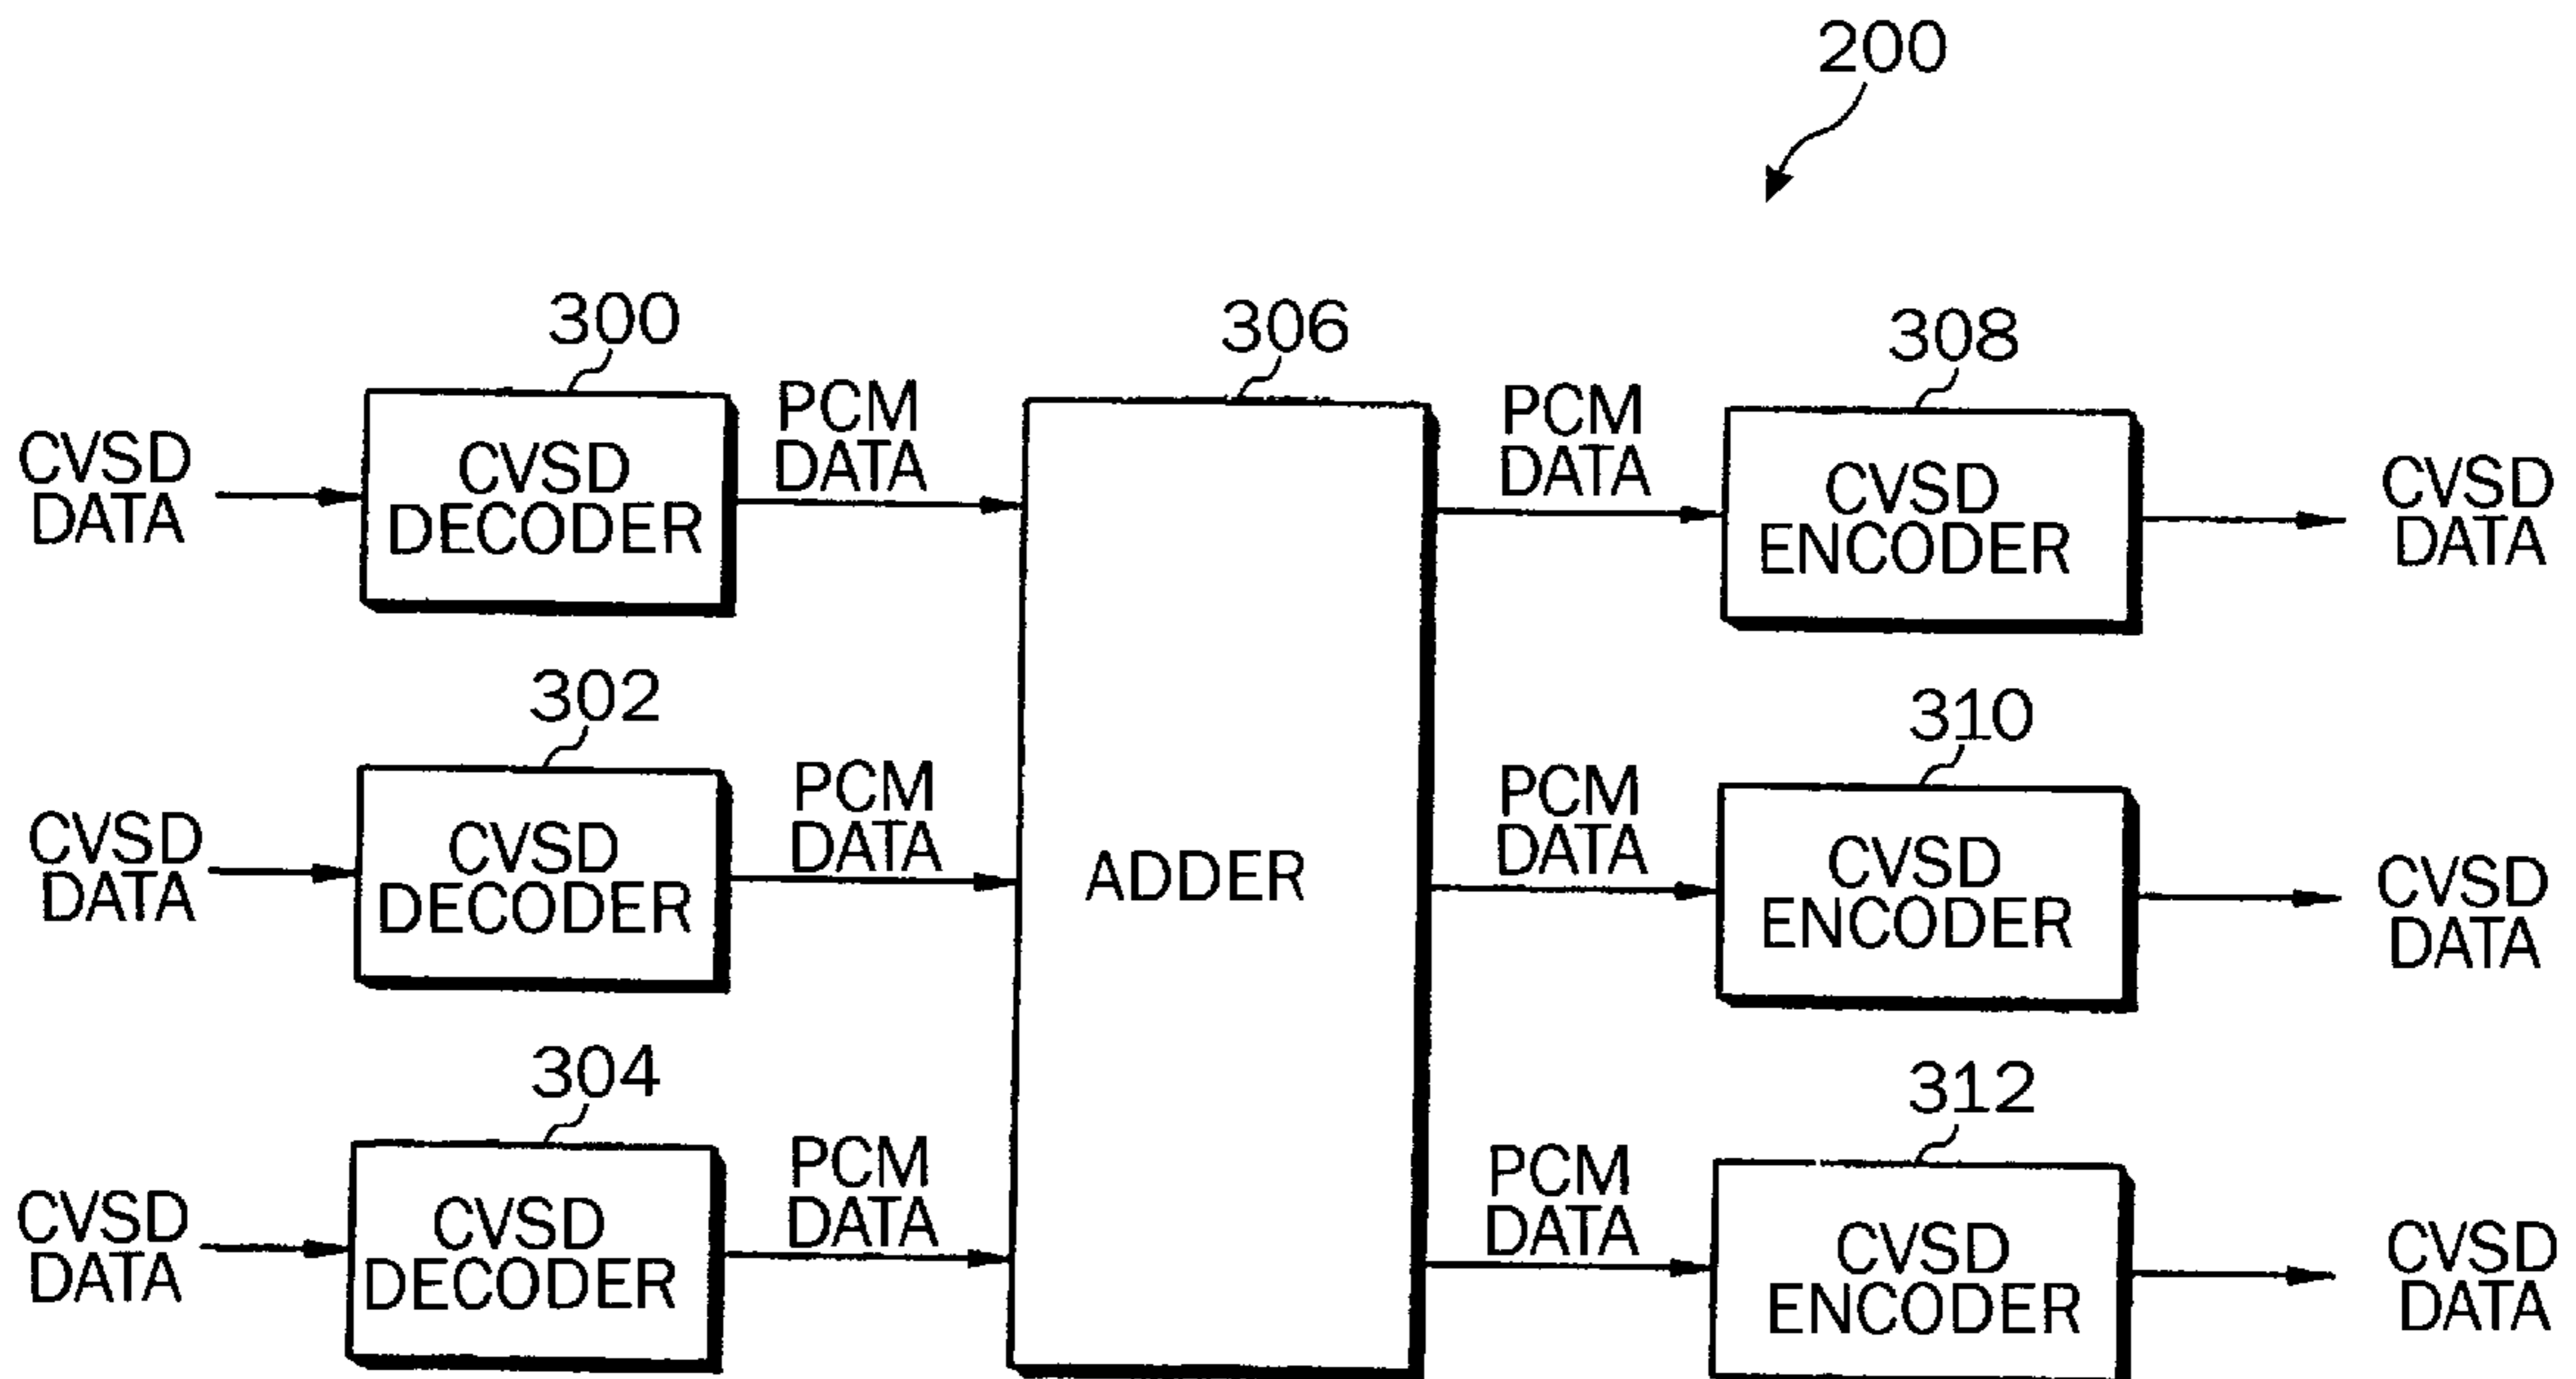 200
300
306
308
CVSD
DATA
CVSD
DECODER
PCM
DATA
PCM
DATA
CVSD
ENCODER
CVSD
DATA
302
310
CVSD
DATA
CVSD
DECODER
PCM
DATA
ADDER
PCM
DATA
CVSD
ENCODER
CVSD
DATA
304
312
CVSD
DATA
CVSD
DECODER
PCM
DATA
PCM
DATA
CVSD
ENCODER
CVSD
DATA